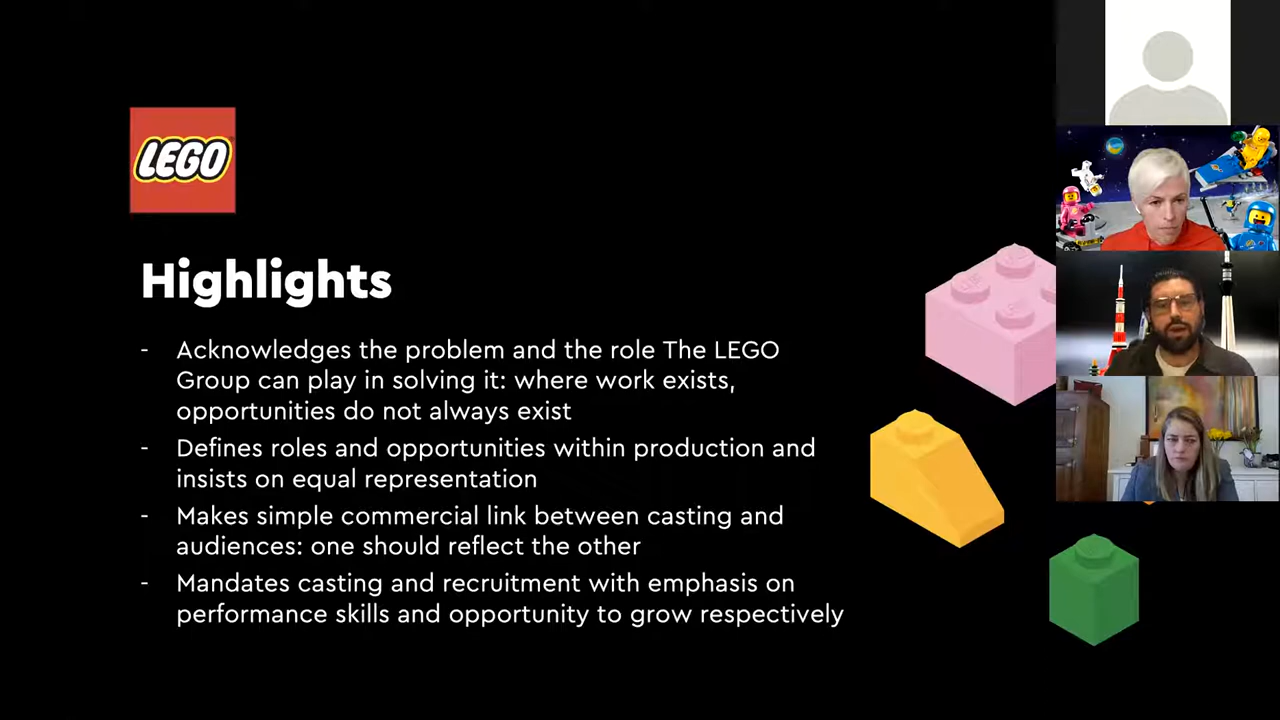 LEGO
Highlights
- Acknowledges the problem and the role The LEGO
Group can play in solving it: where work exists,
opportunities do not always exist
- Defines roles and opportunities within production and
insists on equal representation
- Makes simple commercial link between casting and
audiences: one should reflect the other
- Mandates casting and recruitment with emphasis on
performance skills and opportunity to grow respectively